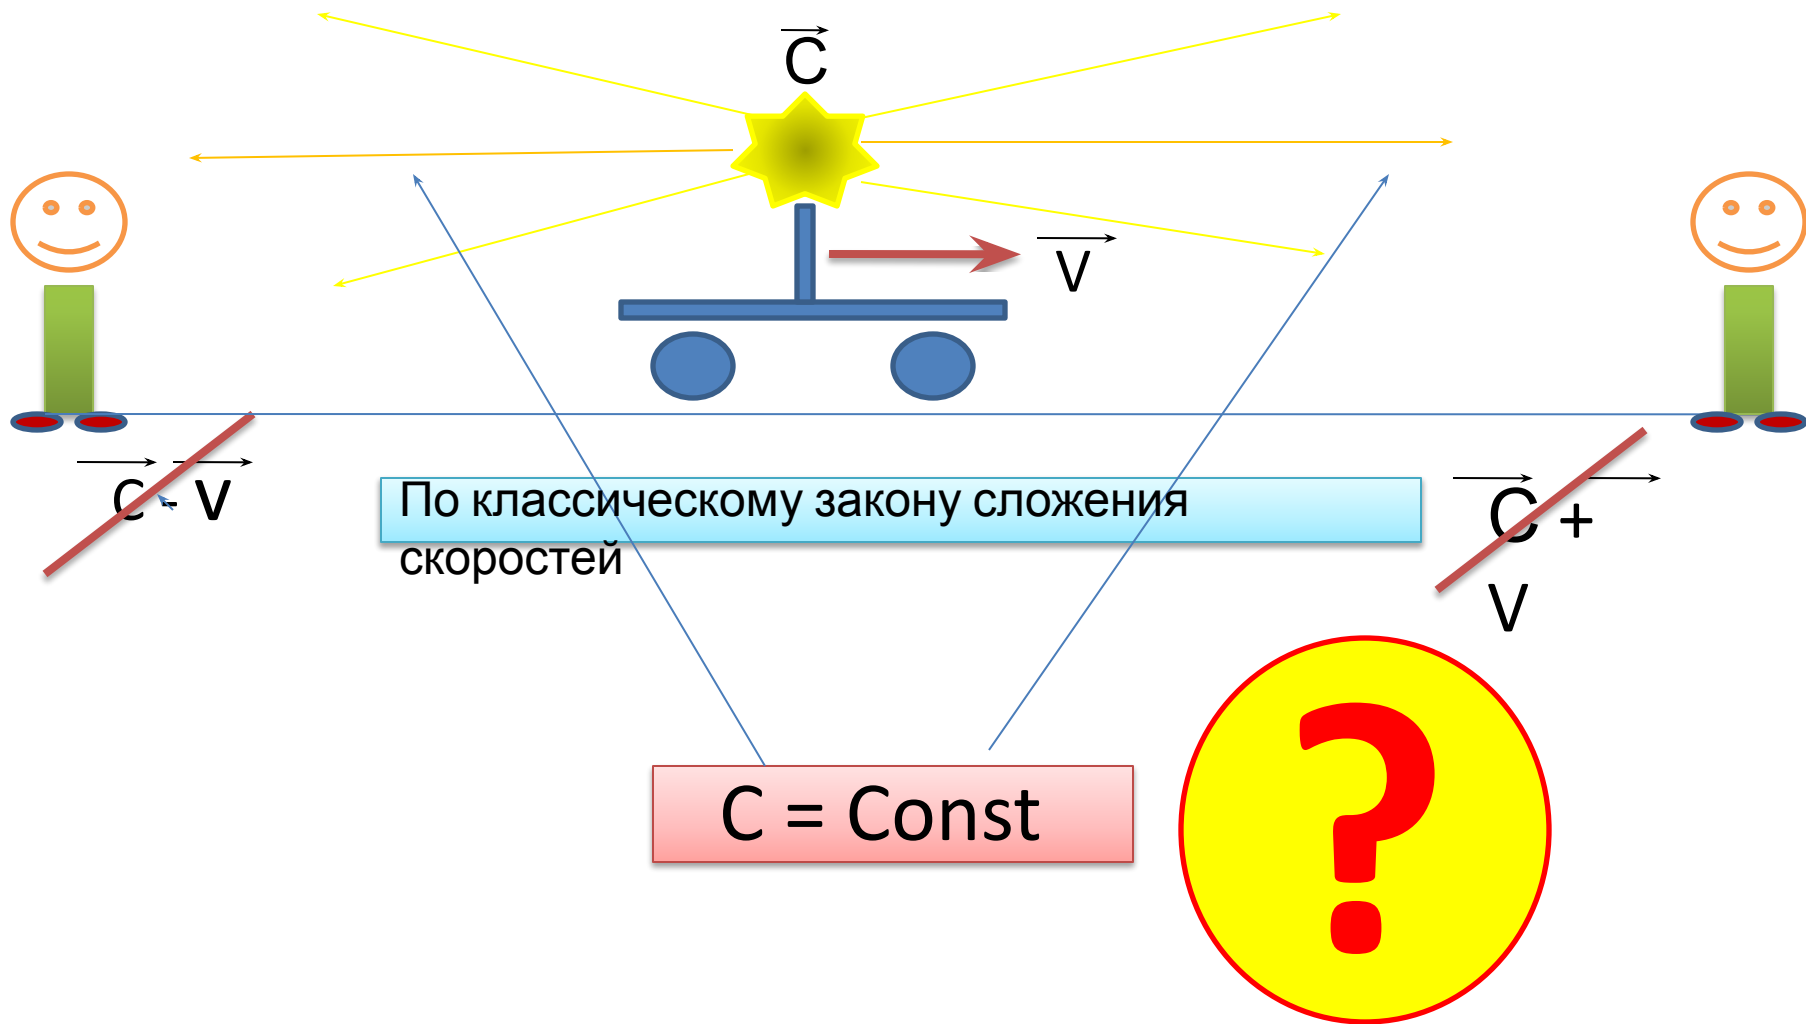 C
V
C - V
По классическому закону сложения
скоростей
C +
V
C = Const
?